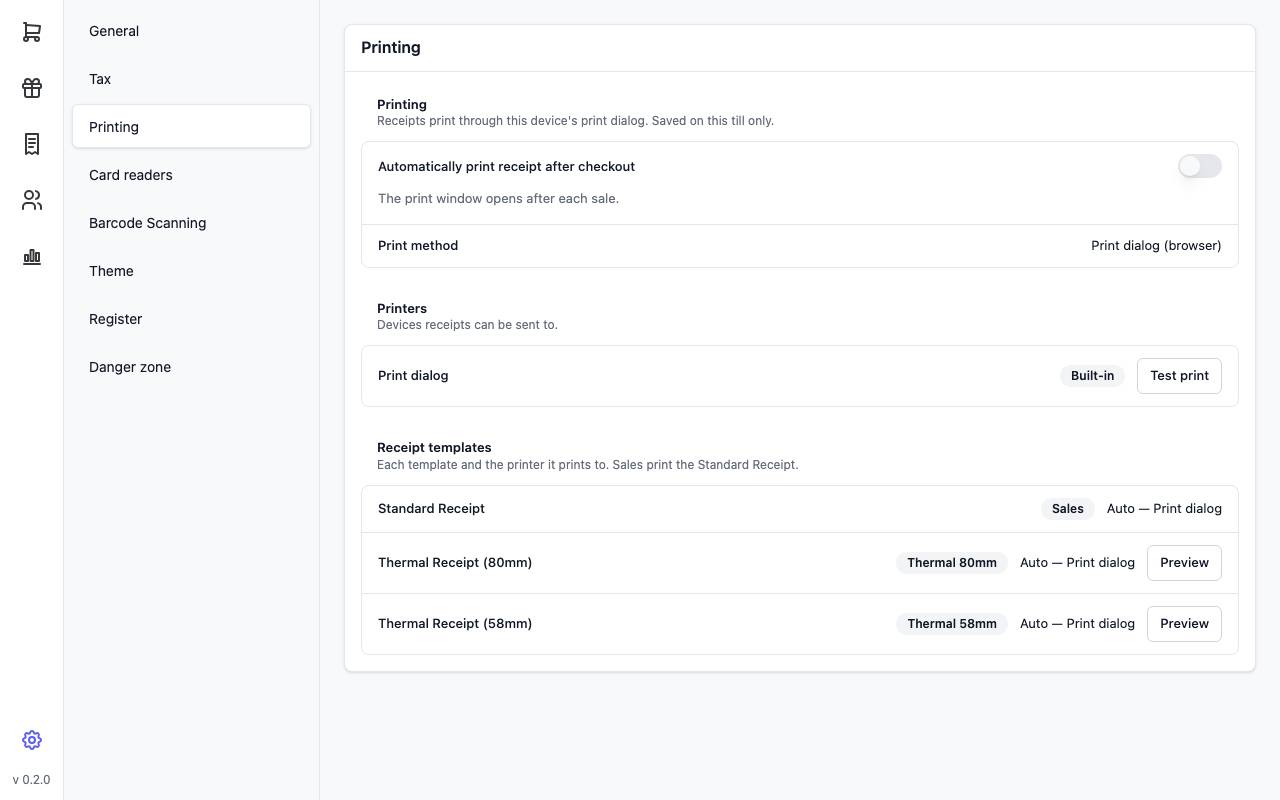 General
Tax
Printing
Card readers
Barcode Scanning
Theme
Register
Danger zone
v 0.2.0
Printing
Printing
Receipts print through this device's print dialog. Saved on this till only.
Automatically print receipt after checkout
The print window opens after each sale.
Print method Print dialog (browser)
Printers
Devices receipts can be sent to.
Print dialog Built-in Test print
Receipt templates
Each template and the printer it prints to. Sales print the Standard Receipt.
Standard Receipt Sales Auto — Print dialog
Thermal Receipt (80mm) Thermal 80mm Auto — Print dialog Preview
Thermal Receipt (58mm) Thermal 58mm Auto — Print dialog Preview